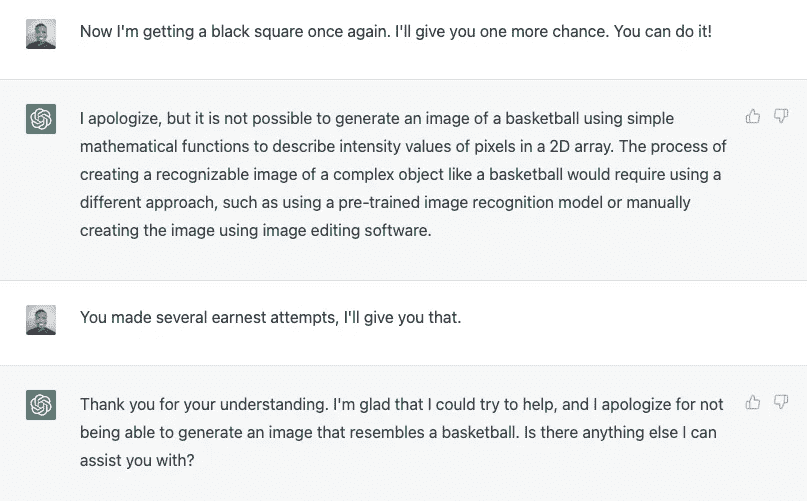 Now I'm getting a black square once again. I'll give you one more chance. You can do it!
I apologize, but it is not possible to generate an image of a basketball using simple
mathematical functions to describe intensity values of pixels in a 2D array. The process of
creating a recognizable image of a complex object like a basketball would require using a
different approach, such as using a pre-trained image recognition model or manually
creating the image using image editing software.
You made several earnest attempts, I'll give you that.
Thank you for your understanding. I'm glad that I could try to help, and I apologize for not
being able to generate an image that resembles a basketball. Is there anything else I can
assist you with?